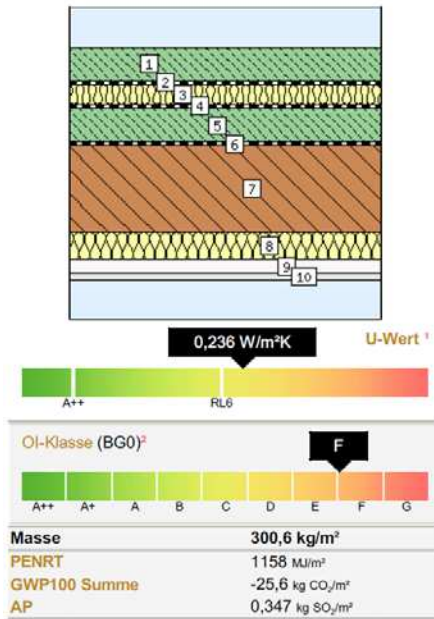 1
2
3
4
5
6
7
8
9
10
0,236 W/m²K
U-Wert ¹
A++ RL6
OI-Klasse (BG0)²
F
A++ A+ A B C D E F G
Masse 300,6 kg/m²
PENRT 1158 MJ/m²
GWP100 Summe -25,6 kg CO₂/m²
AP 0,347 kg SO₂/m²